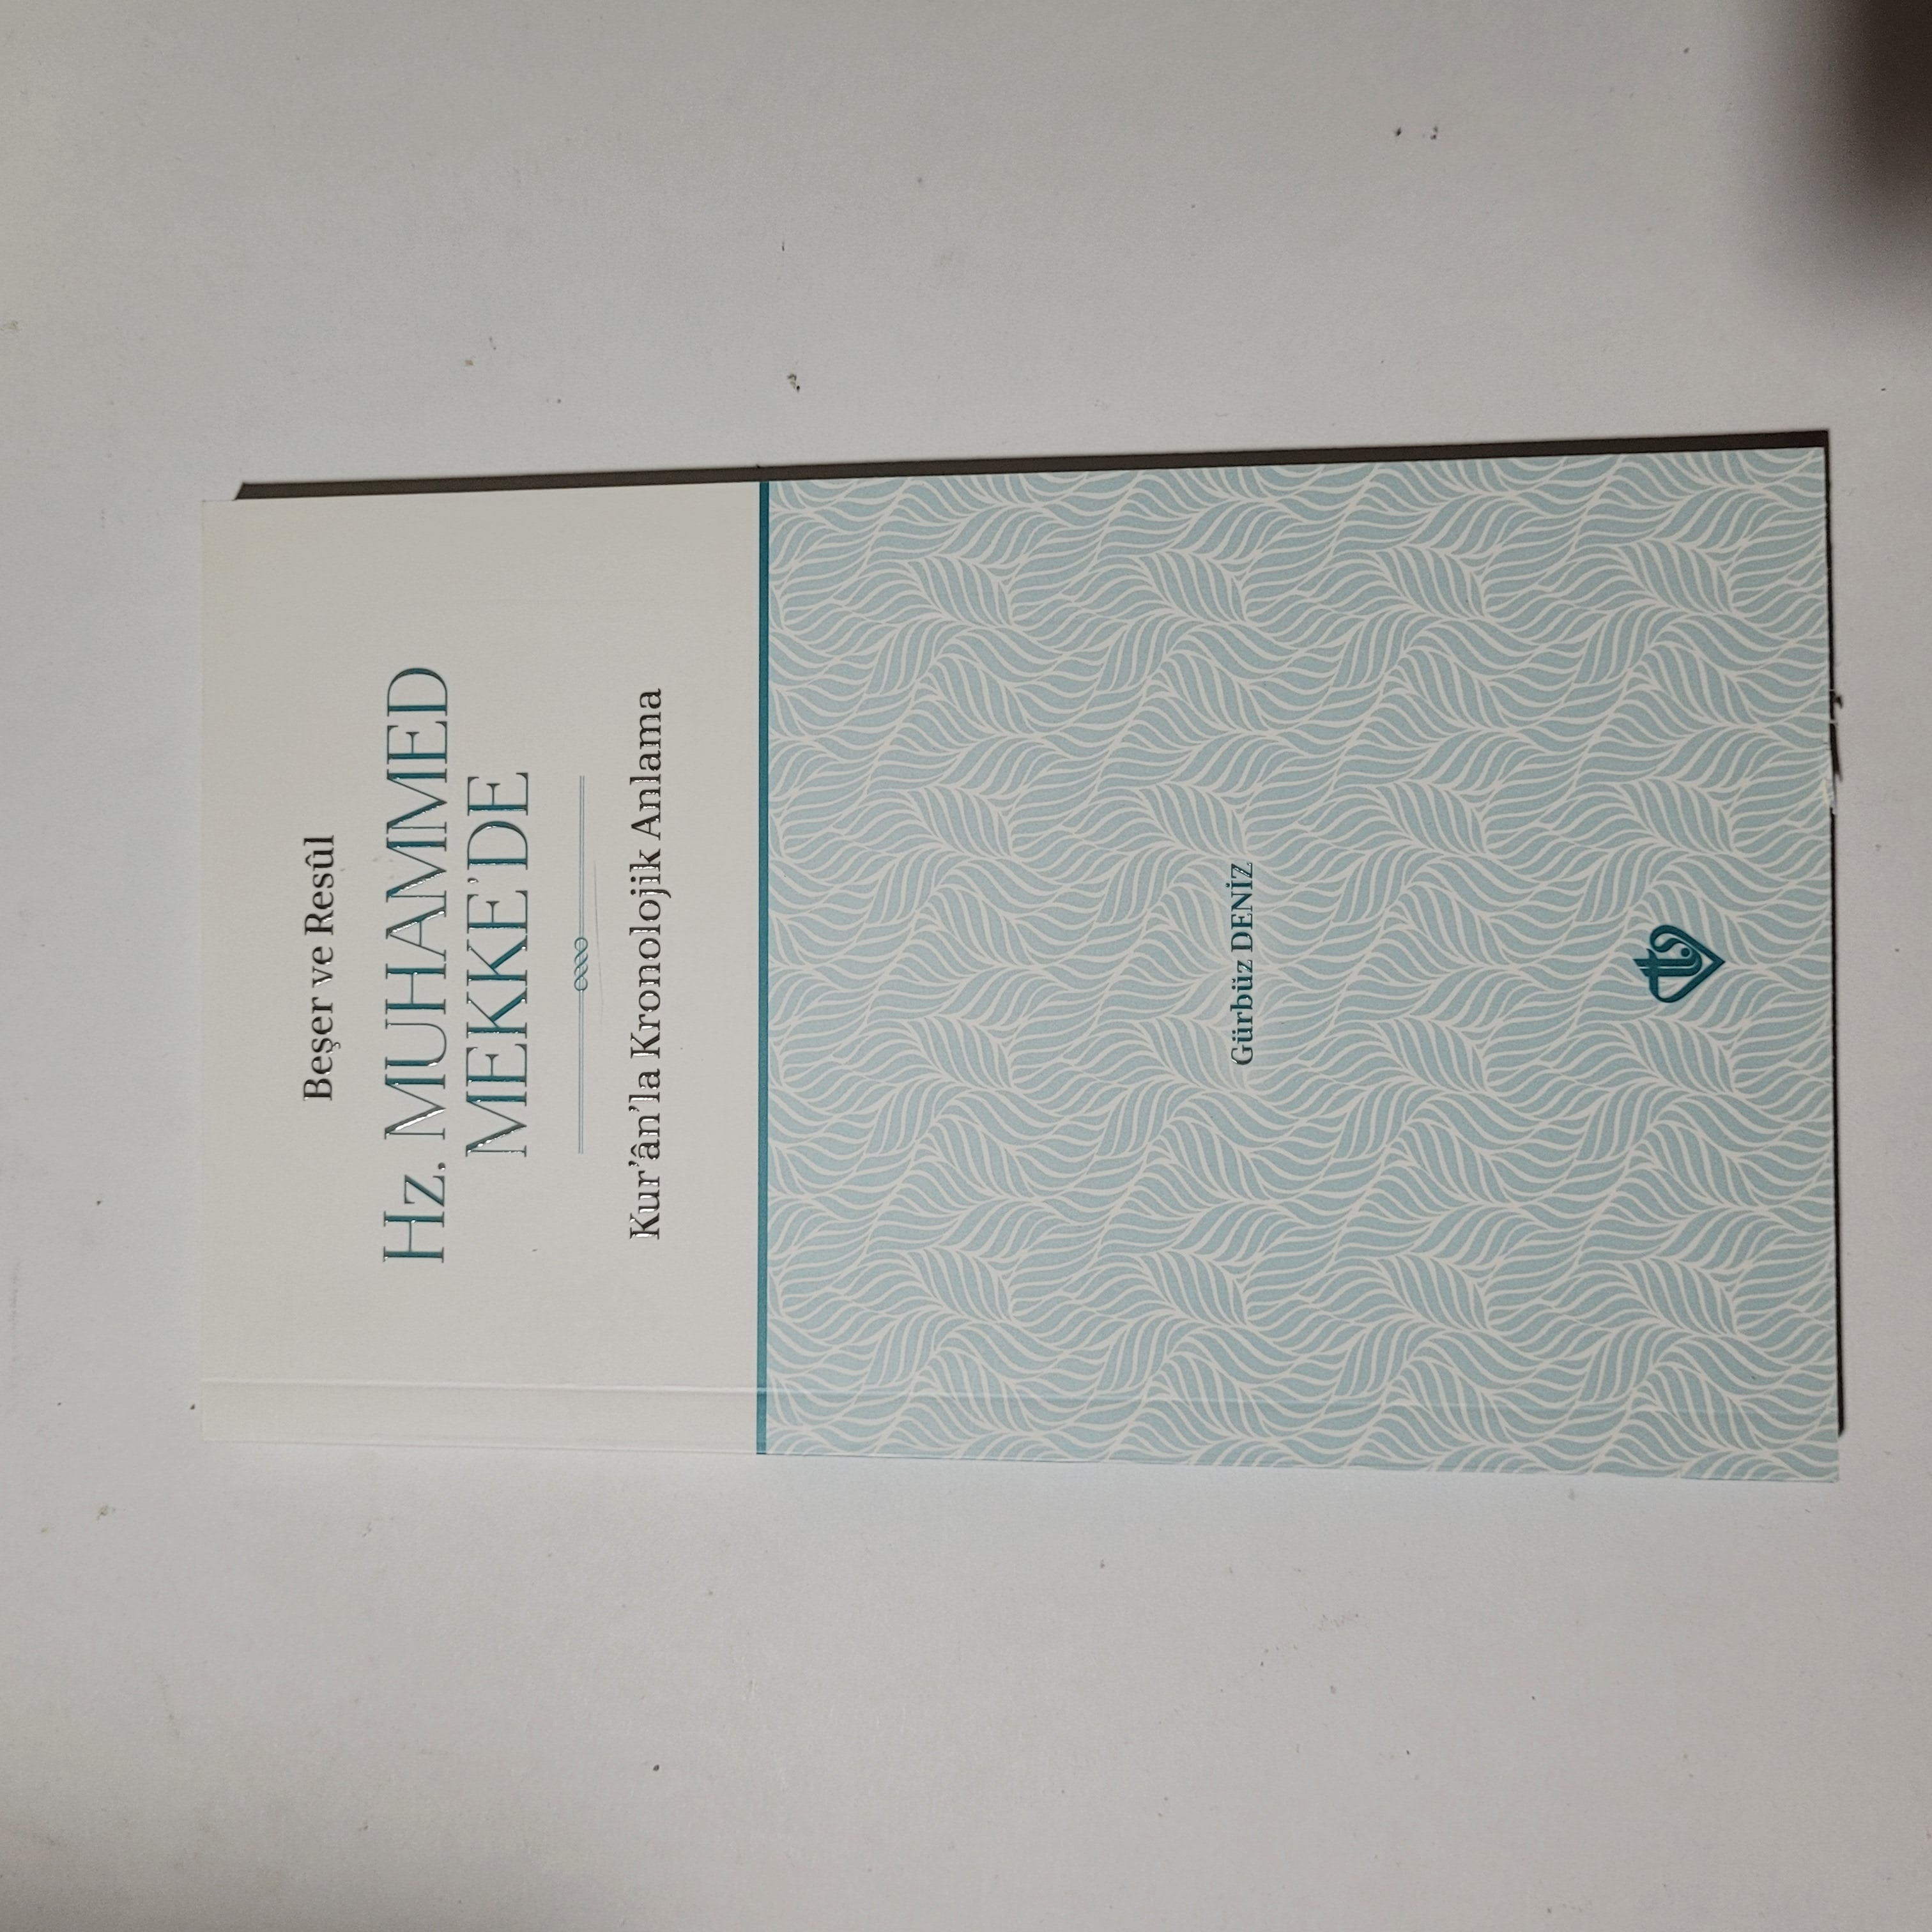 Beşer ve Resûl
Hz. MUHAMMED
MEKKE'DE
Kur'ân'la Kronolojik Anlama
Gürbüz DENİZ